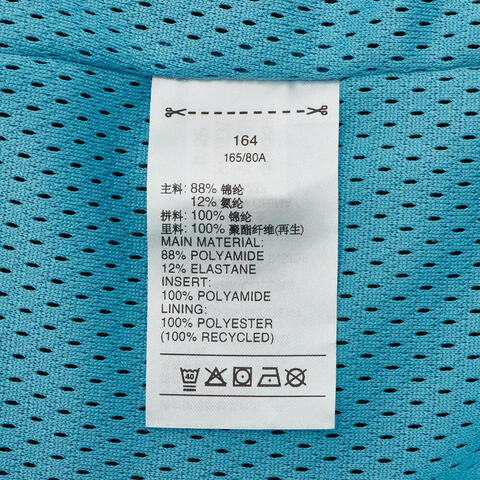 164
165/80A
主料: 88% 锦纶
12% 氨纶
拼料: 100% 锦纶
里料: 100% 聚酯纤维(再生)
MAIN MATERIAL:
88% POLYAMIDE
12% ELASTANE
INSERT:
100% POLYAMIDE
LINING:
100% POLYESTER
(100% RECYCLED)
40